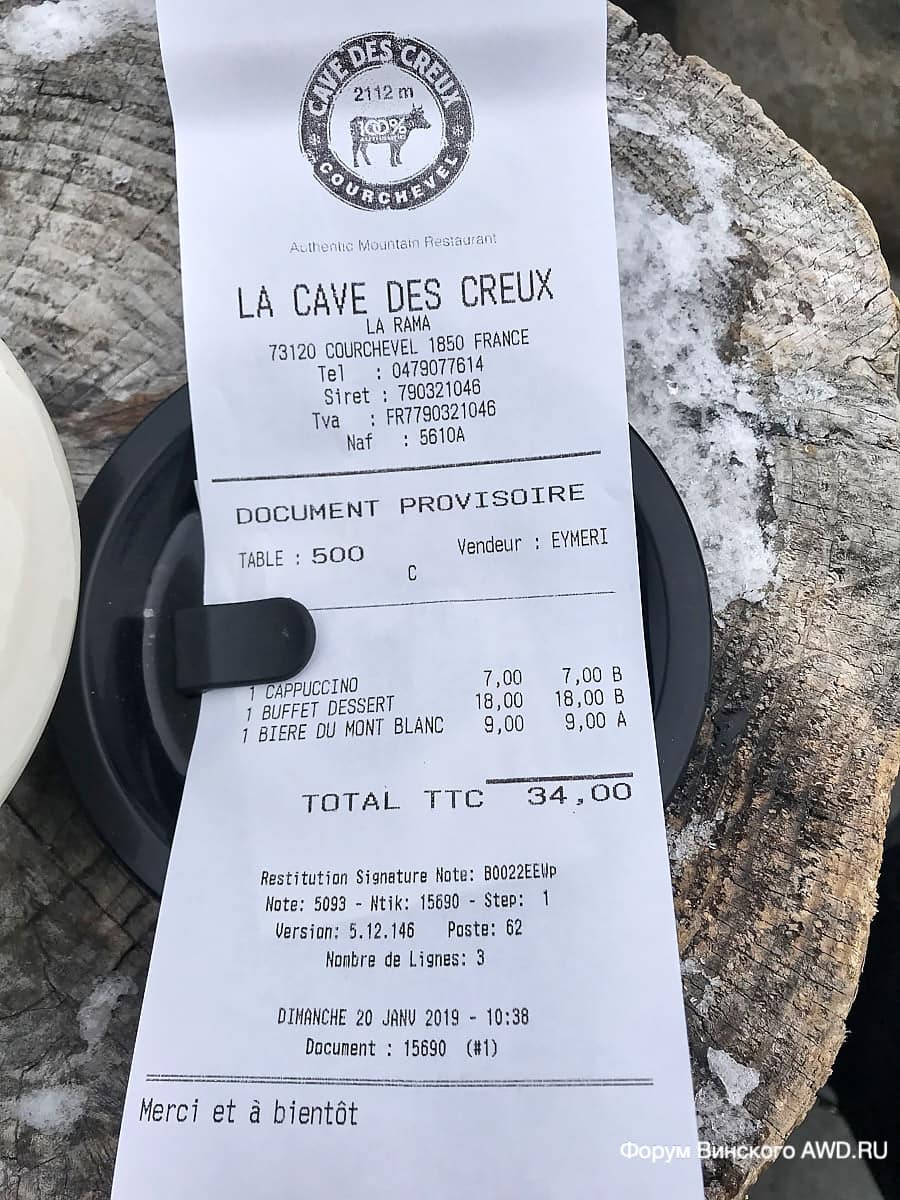 CAVE DES CREUX
2112 m
100%
COURCHEVEL
Authentic Mountain Restaurant
LA CAVE DES CREUX
LA RAMA
73120 COURCHEVEL 1850 FRANCE
Tel : 0479077614
Siret : 790321046
Tva : FR7790321046
Naf : 5610A
DOCUMENT PROVISOIRE
TABLE : 500 Vendeur : EYMERI
C
1 CAPPUCCINO 7,00 7,00 B
1 BUFFET DESSERT 18,00 18,00 B
1 BIERE DU MONT BLANC 9,00 9,00 A
TOTAL TTC 34,00
Restitution Signature Note: B0022EEWp
Note: 5093 - Ntik: 15690 - Step: 1
Version: 5.12.146 Poste: 62
Nombre de Lignes: 3
DIMANCHE 20 JANV 2019 - 10:38
Document : 15690 (#1)
Merci et à bientôt
Форум Винского AWD.RU